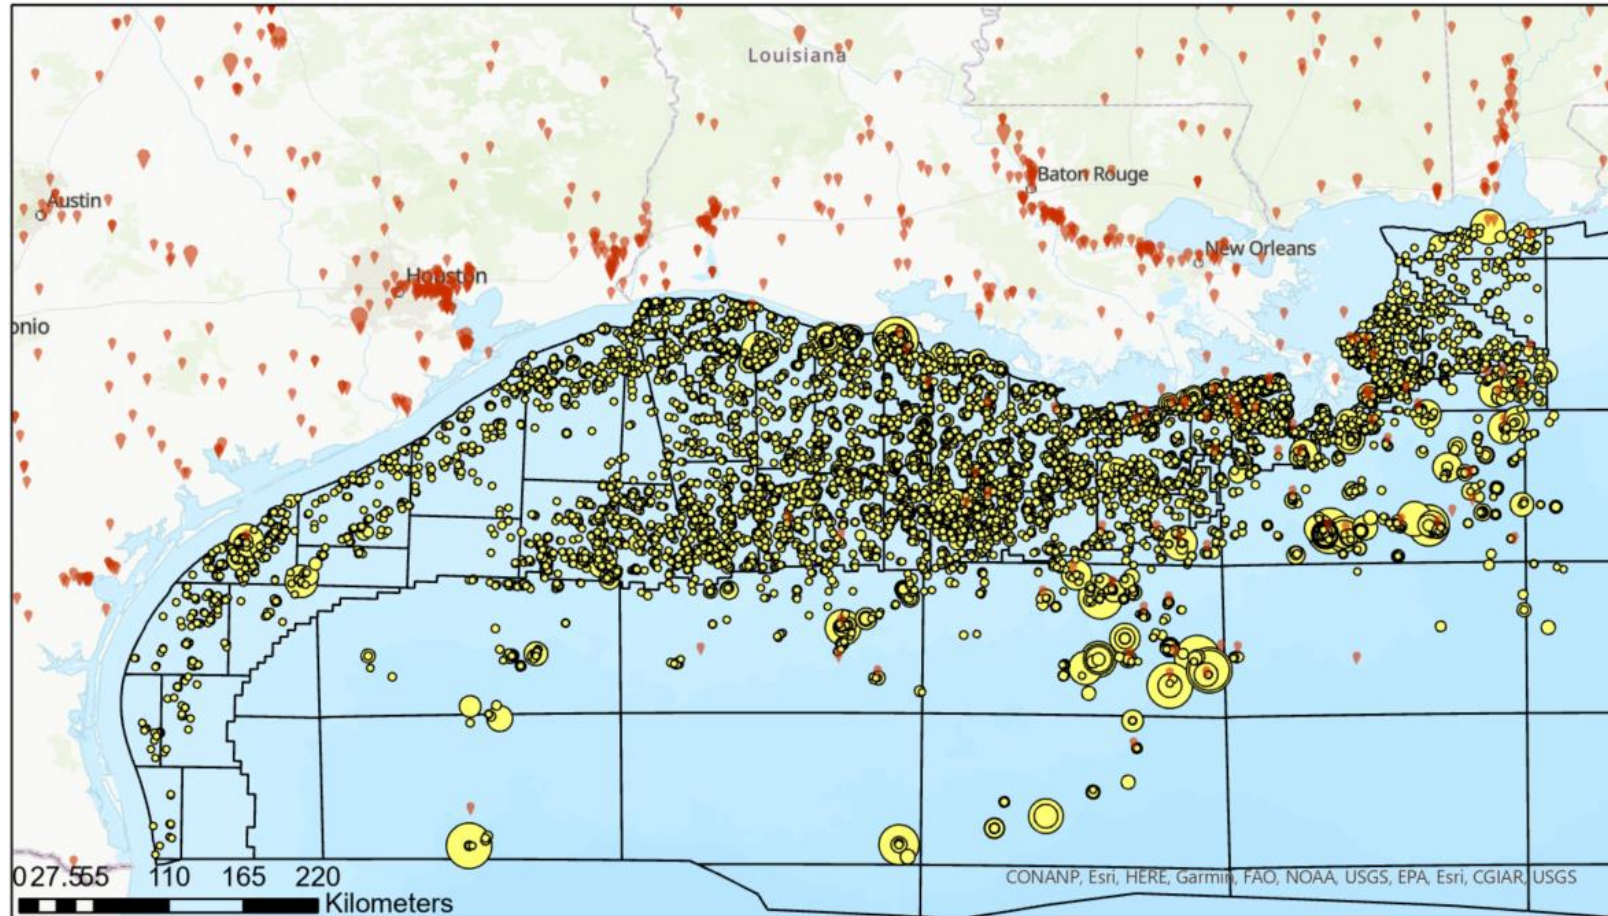 Louisiana
Baton Rouge
Austin
New Orleans
Houston
onio
027.555 110 165 220
Kilometers
CONANP, Esri, HERE, Garmin, FAO, NOAA, USGS, EPA, Esri, CGIAR, USGS